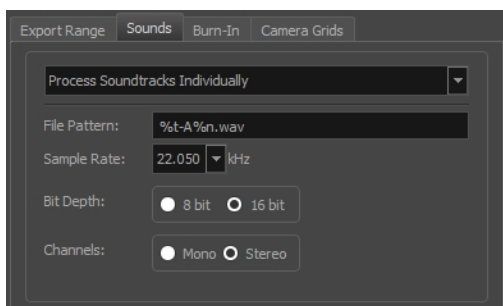 Export Range Sounds Burn-In Camera Grids
Process Soundtracks Individually
File Pattern: %t-A%n.wav
Sample Rate: 22.050 kHz
Bit Depth: 8 bit 16 bit
Channels: Mono Stereo